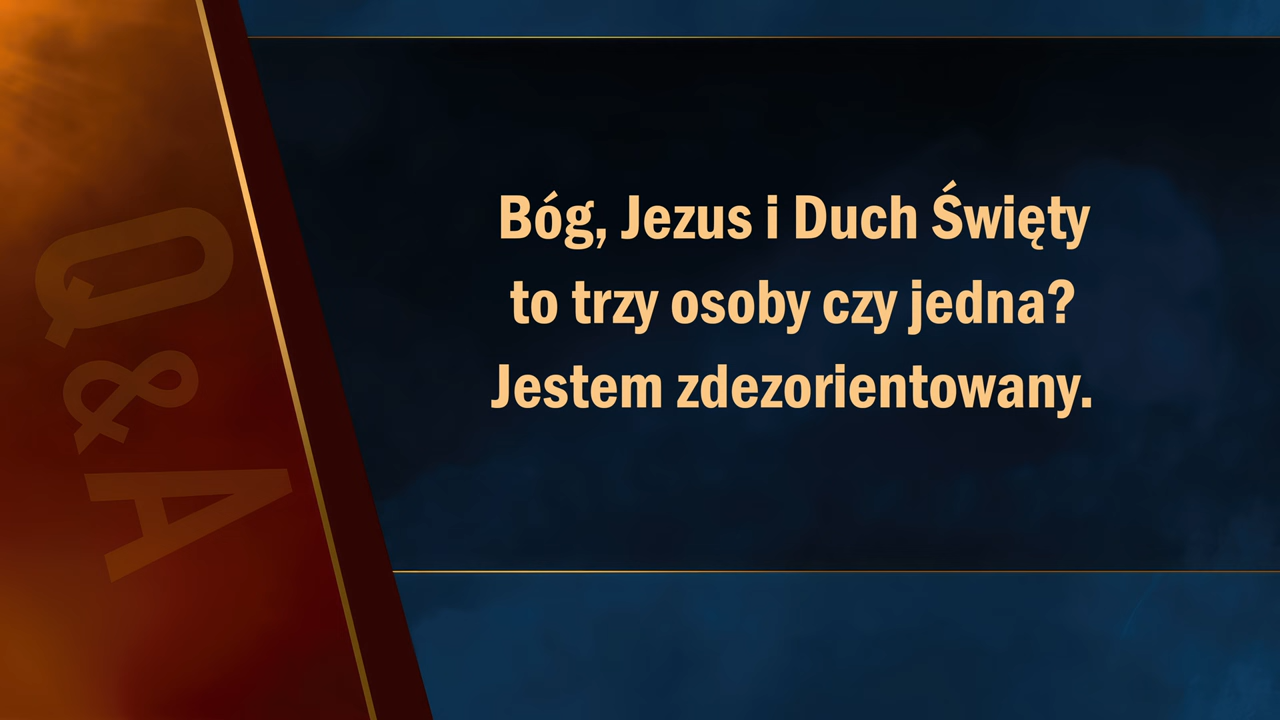 Q&A
Bóg, Jezus i Duch Święty
to trzy osoby czy jedna?
Jestem zdezorientowany.